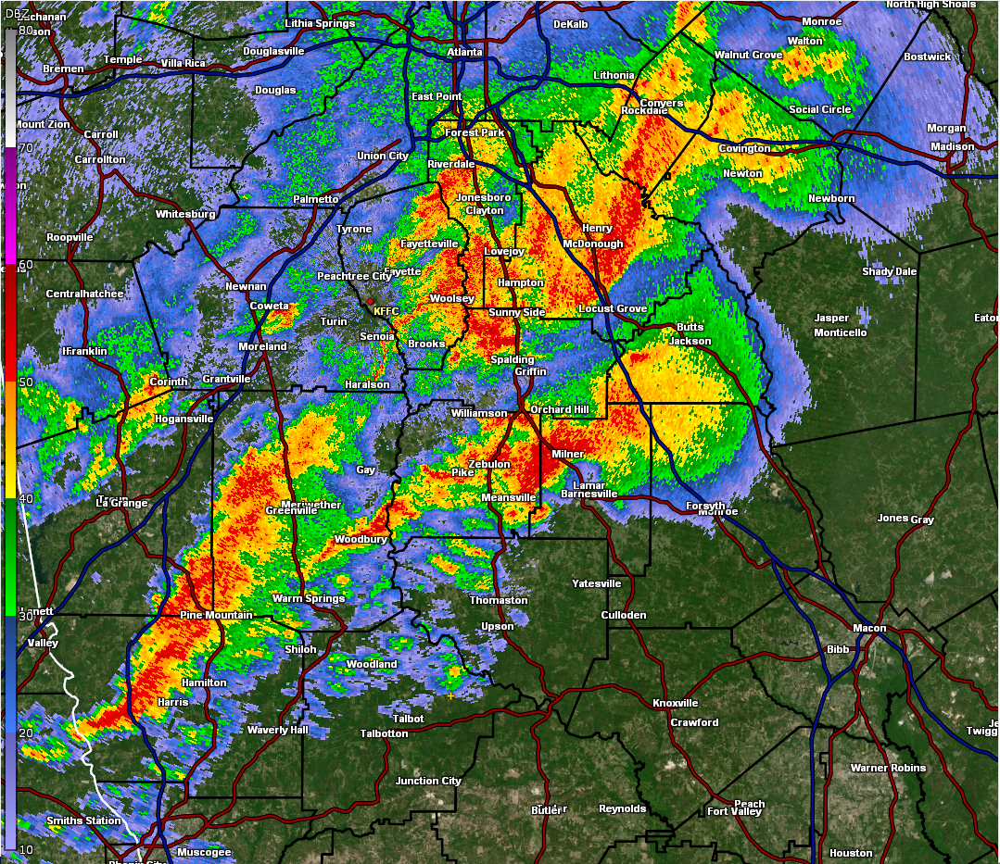 DBZ
80
70
60
50
40
30
20
10
North High Shoals
Lithia Springs
DeKalb
Monroe
Walton
Atlanta
Douglasville
Walnut Grove
Bostwick
Temple
Villa Rica
Bremen
Lithonia
Douglas
East Point
Conyers
Rockdale
Social Circle
Mount Zion
Carroll
Forest Park
Morgan
Madison
Covington
Carrollton
Union City
Riverdale
Newton
Palmetto
Jonesboro
Newborn
Clayton
Whitesburg
Tyrone
Henry
Roopville
Fayetteville
McDonough
Lovejoy
Peachtree City
Fayette
Shady Dale
Hampton
Newnan
Centralhatchee
Woolsey
Coweta
KFFC
Sunny Side
Locust Grove
Turin
Jasper
Butts
Senoia
Monticello
Jackson
Brooks
Moreland
Franklin
Spalding
Griffin
Corinth
Grantville
Haralson
Williamson
Orchard Hill
Hogansville
Milner
Zebulon
Gay
Pike
Lamar
Barnesville
Meansville
La Grange
Meriwether
Greenville
Forsyth
Monroe
Jones
Gray
Woodbury
Yatesville
Warm Springs
Thomaston
Pine Mountain
Culloden
Upson
Macon
Valley
Shiloh
Bibb
Woodland
Hamilton
Harris
Knoxville
Talbot
Crawford
Waverly Hall
Talbotton
Warner Robins
Junction City
Peach
Butler
Reynolds
Fort Valley
Smiths Station
Muscogee
Houston